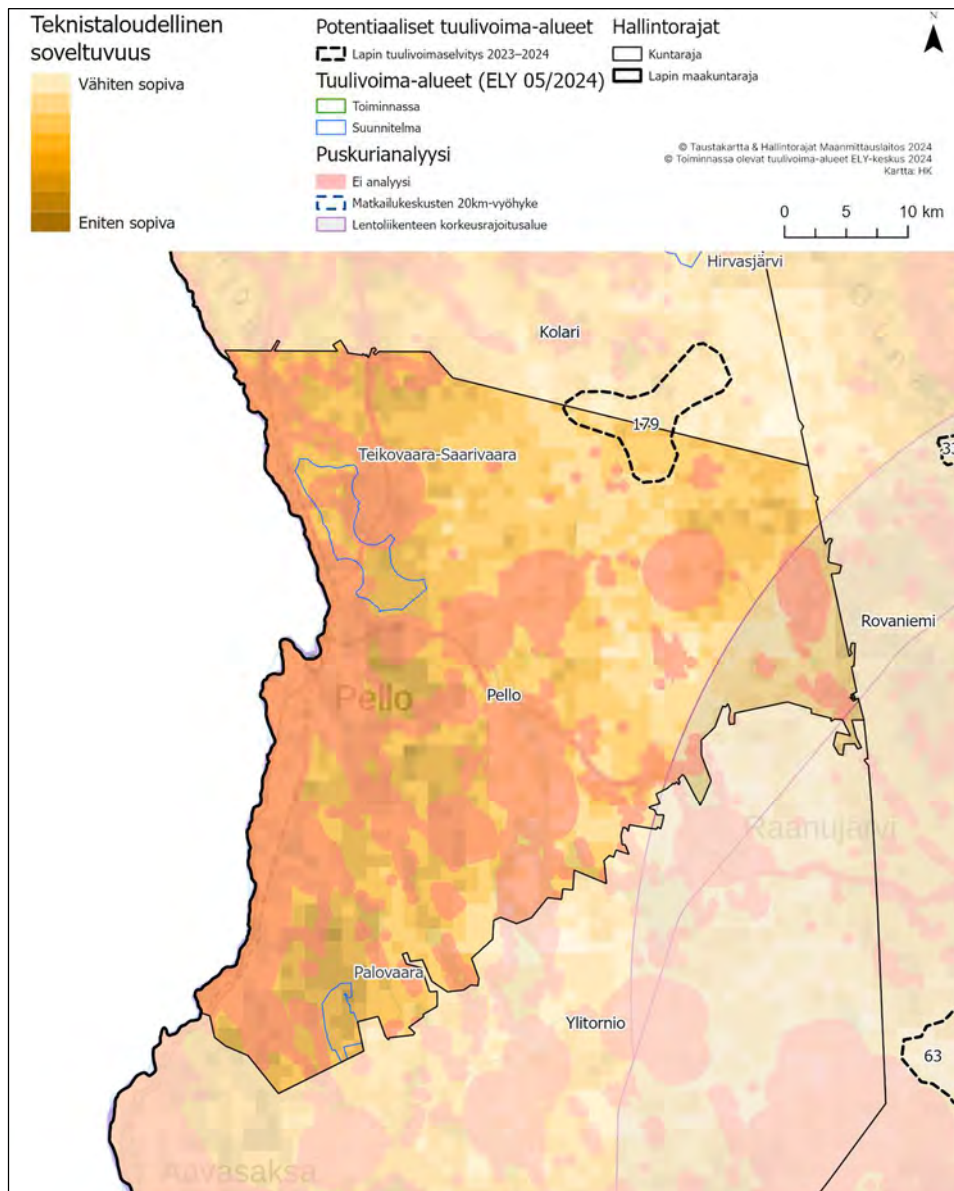 Teknistaloudellinen
soveltuvuus
Vähiten sopiva
Eniten sopiva
Potentiaaliset tuulivoima-alueet
Lapin tuulivoimaselvitys 2023–2024
Tuulivoima-alueet (ELY 05/2024)
Toiminnassa
Suunnitelma
Puskurianalyysi
Ei analyysi
Matkailukeskusten 20km-vyöhyke
Lentoliikenteen korkeusrajoitusalue
Hallintorajat
Kuntaraja
Lapin maakuntaraja
N
© Taustakartta & Hallintorajat Maanmittauslaitos 2024
© Toiminnassa olevat tuulivoima-alueet ELY-keskus 2024
Kartta: HK
0 5 10 km
Hirvasjärvi
Kolari
179
Teikovaara-Saarivaara
Rovaniemi
Pello
Pello
Raanujärvi
Palovaara
Ylitornio
63
Aavasaksa